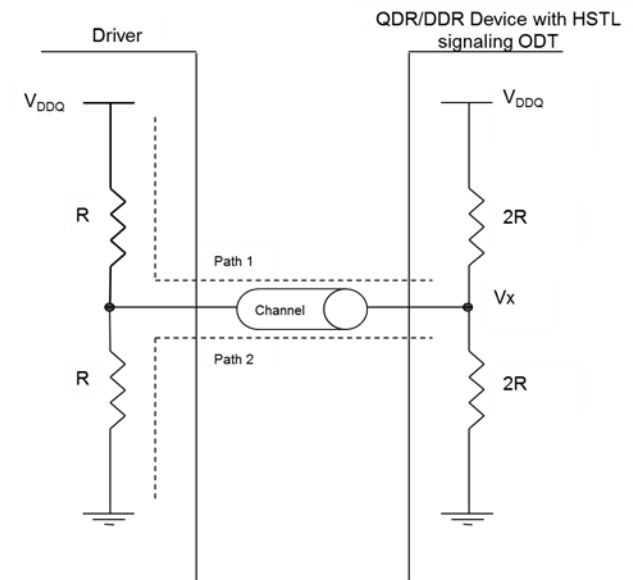 Driver
QDR/DDR Device with HSTL
signaling ODT
VDDQ
VDDQ
R
2R
Path 1
Channel
Vx
Path 2
R
2R